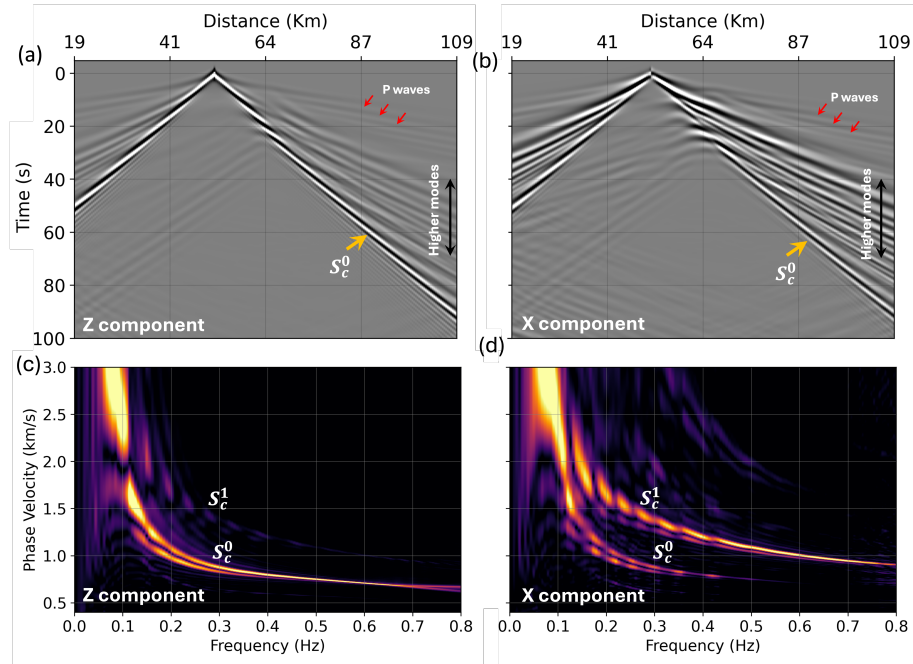 Distance (Km)
Distance (Km)
(a)
19 41 64 87 109
(b)
19 41 64 87 109
Time (s)
0
20
40
60
80
100
P waves
Higher modes
S_c^0
Z component
P waves
Higher modes
S_c^0
X component
(c)
(d)
Phase Velocity (km/s)
3.0
2.5
2.0
1.5
1.0
0.5
S_c^1
S_c^0
Z component
S_c^1
S_c^0
X component
0.0 0.1 0.2 0.3 0.4 0.5 0.6 0.7 0.8
0.0 0.1 0.2 0.3 0.4 0.5 0.6 0.7 0.8
Frequency (Hz)
Frequency (Hz)